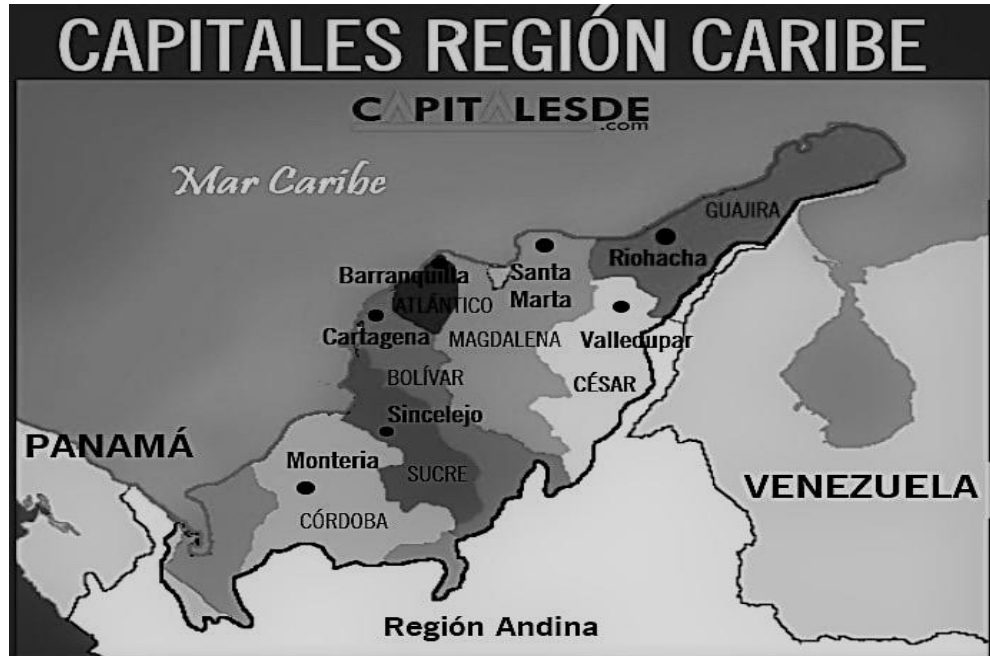 CAPITALES REGIÓN CARIBE
CAPITALESDE
.com
Mar Caribe
GUAJIRA
Riohacha
Barranquilla
Santa
Marta
ATLÁNTICO
Cartagena
MAGDALENA
Valledupar
BOLÍVAR
CÉSAR
Sincelejo
PANAMÁ
Monteria
SUCRE
VENEZUELA
CÓRDOBA
Región Andina